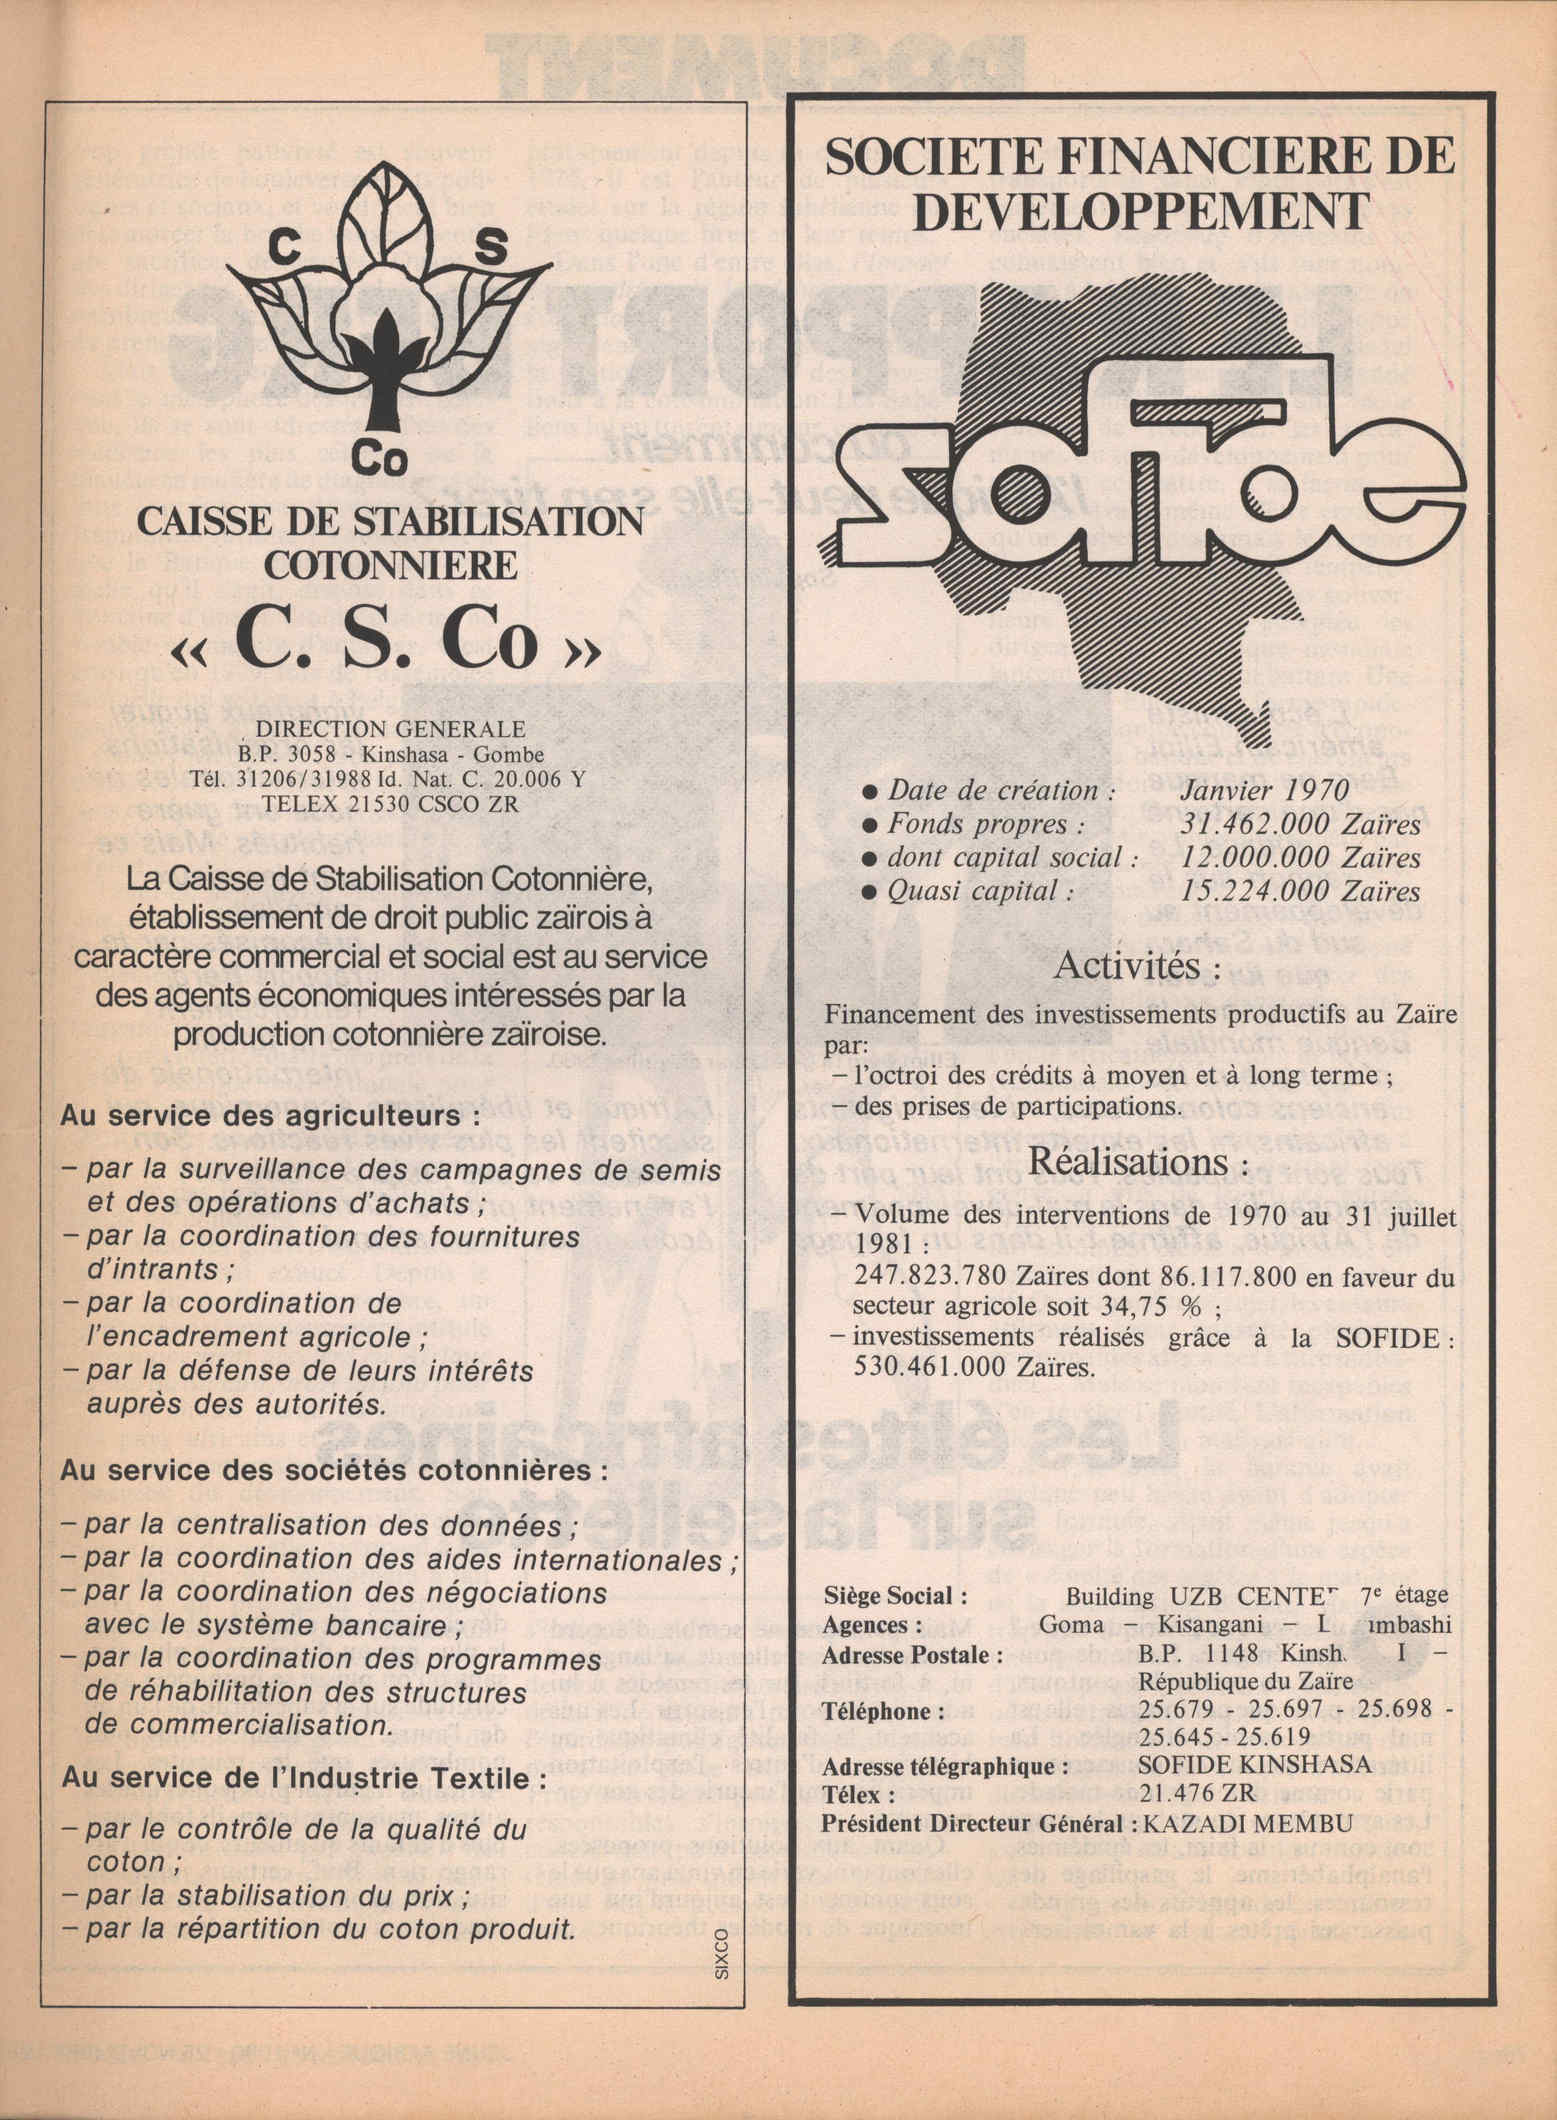 C S
Co
CAISSE DE STABILISATION
COTONNIERE
« C. S. Co »
DIRECTION GENERALE
B.P. 3058 - Kinshasa - Gombe
Tél. 31206/31988 Id. Nat. C. 20.006 Y
TELEX 21530 CSCO ZR
La Caisse de Stabilisation Cotonnière,
établissement de droit public zaïrois à
caractère commercial et social est au service
des agents économiques intéressés par la
production cotonnière zaïroise.
Au service des agriculteurs :
– par la surveillance des campagnes de semis
et des opérations d'achats ;
– par la coordination des fournitures
d'intrants ;
– par la coordination de
l'encadrement agricole ;
– par la défense de leurs intérêts
auprès des autorités.
Au service des sociétés cotonnières :
– par la centralisation des données ;
– par la coordination des aides internationales ;
– par la coordination des négociations
avec le système bancaire ;
– par la coordination des programmes
de réhabilitation des structures
de commercialisation.
Au service de l'Industrie Textile :
– par le contrôle de la qualité du
coton ;
– par la stabilisation du prix ;
– par la répartition du coton produit.
SIXCO
SOCIETE FINANCIERE DE
DEVELOPPEMENT
sofide
● Date de création : Janvier 1970
● Fonds propres : 31.462.000 Zaïres
● dont capital social : 12.000.000 Zaïres
● Quasi capital : 15.224.000 Zaïres
Activités :
Financement des investissements productifs au Zaïre
par:
– l'octroi des crédits à moyen et à long terme ;
– des prises de participations.
Réalisations :
– Volume des interventions de 1970 au 31 juillet
1981 :
247.823.780 Zaïres dont 86.117.800 en faveur du
secteur agricole soit 34,75 % ;
– investissements réalisés grâce à la SOFIDE :
530.461.000 Zaïres.
Siège Social : Building UZB 7e étage
Agences : Goma – Kisangani –
Adresse Postale : B.P. 1148 I –
République du Zaïre
Téléphone : 25.679 - 25.697 - 25.698 -
25.645 - 25.619
Adresse télégraphique : SOFIDE KINSHASA
Télex : 21.476 ZR
Président Directeur Général : KAZADI MEMBU